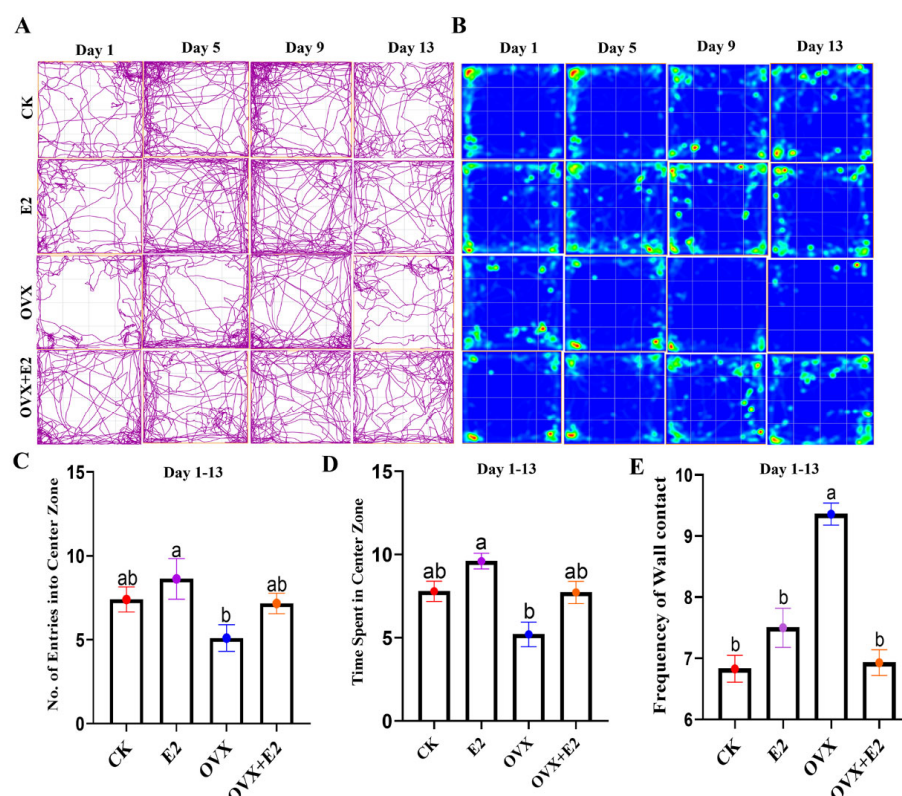 A
Day 1 Day 5 Day 9 Day 13
CK
E2
OVX
OVX+E2
B
Day 1 Day 5 Day 9 Day 13
C
Day 1-13
No. of Entries into Center Zone
15
10
5
0
ab a b ab
CK E2 OVX OVX+E2
D
Day 1-13
Time Spent in Center Zone
15
10
5
0
ab a b ab
CK E2 OVX OVX+E2
E
Day 1-13
Frequencey of Wall contact
10
9
8
7
6
b b a b
CK E2 OVX OVX+E2